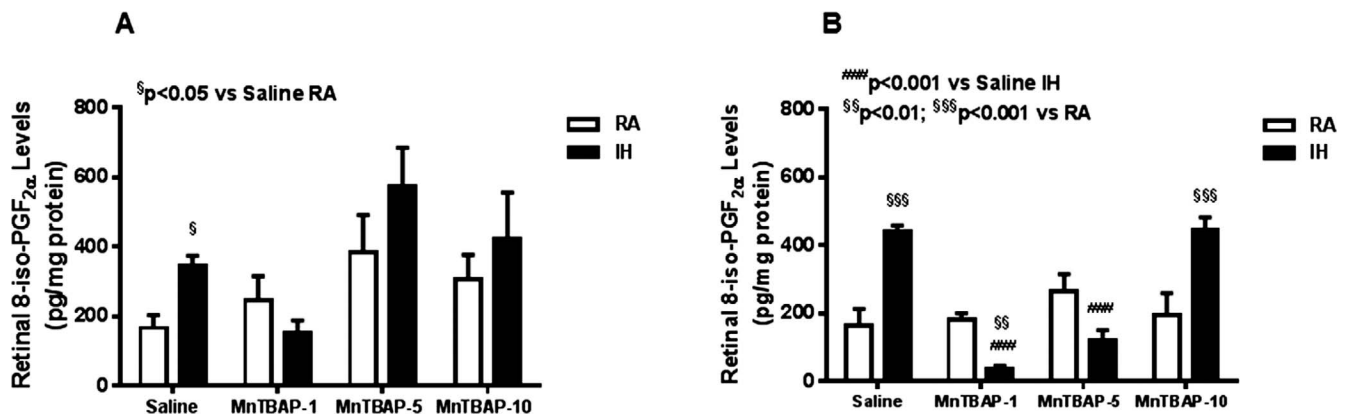 A
§p<0.05 vs Saline RA
RA
IH
Retinal 8-iso-PGF2α Levels
(pg/mg protein)
800
600
400
200
0
§
Saline
MnTBAP-1
MnTBAP-5
MnTBAP-10
B
###p<0.001 vs Saline IH
§§p<0.01; §§§p<0.001 vs RA
RA
IH
Retinal 8-iso-PGF2α Levels
(pg/mg protein)
800
600
400
200
0
§§§
§§
###
###
§§§
Saline
MnTBAP-1
MnTBAP-5
MnTBAP-10